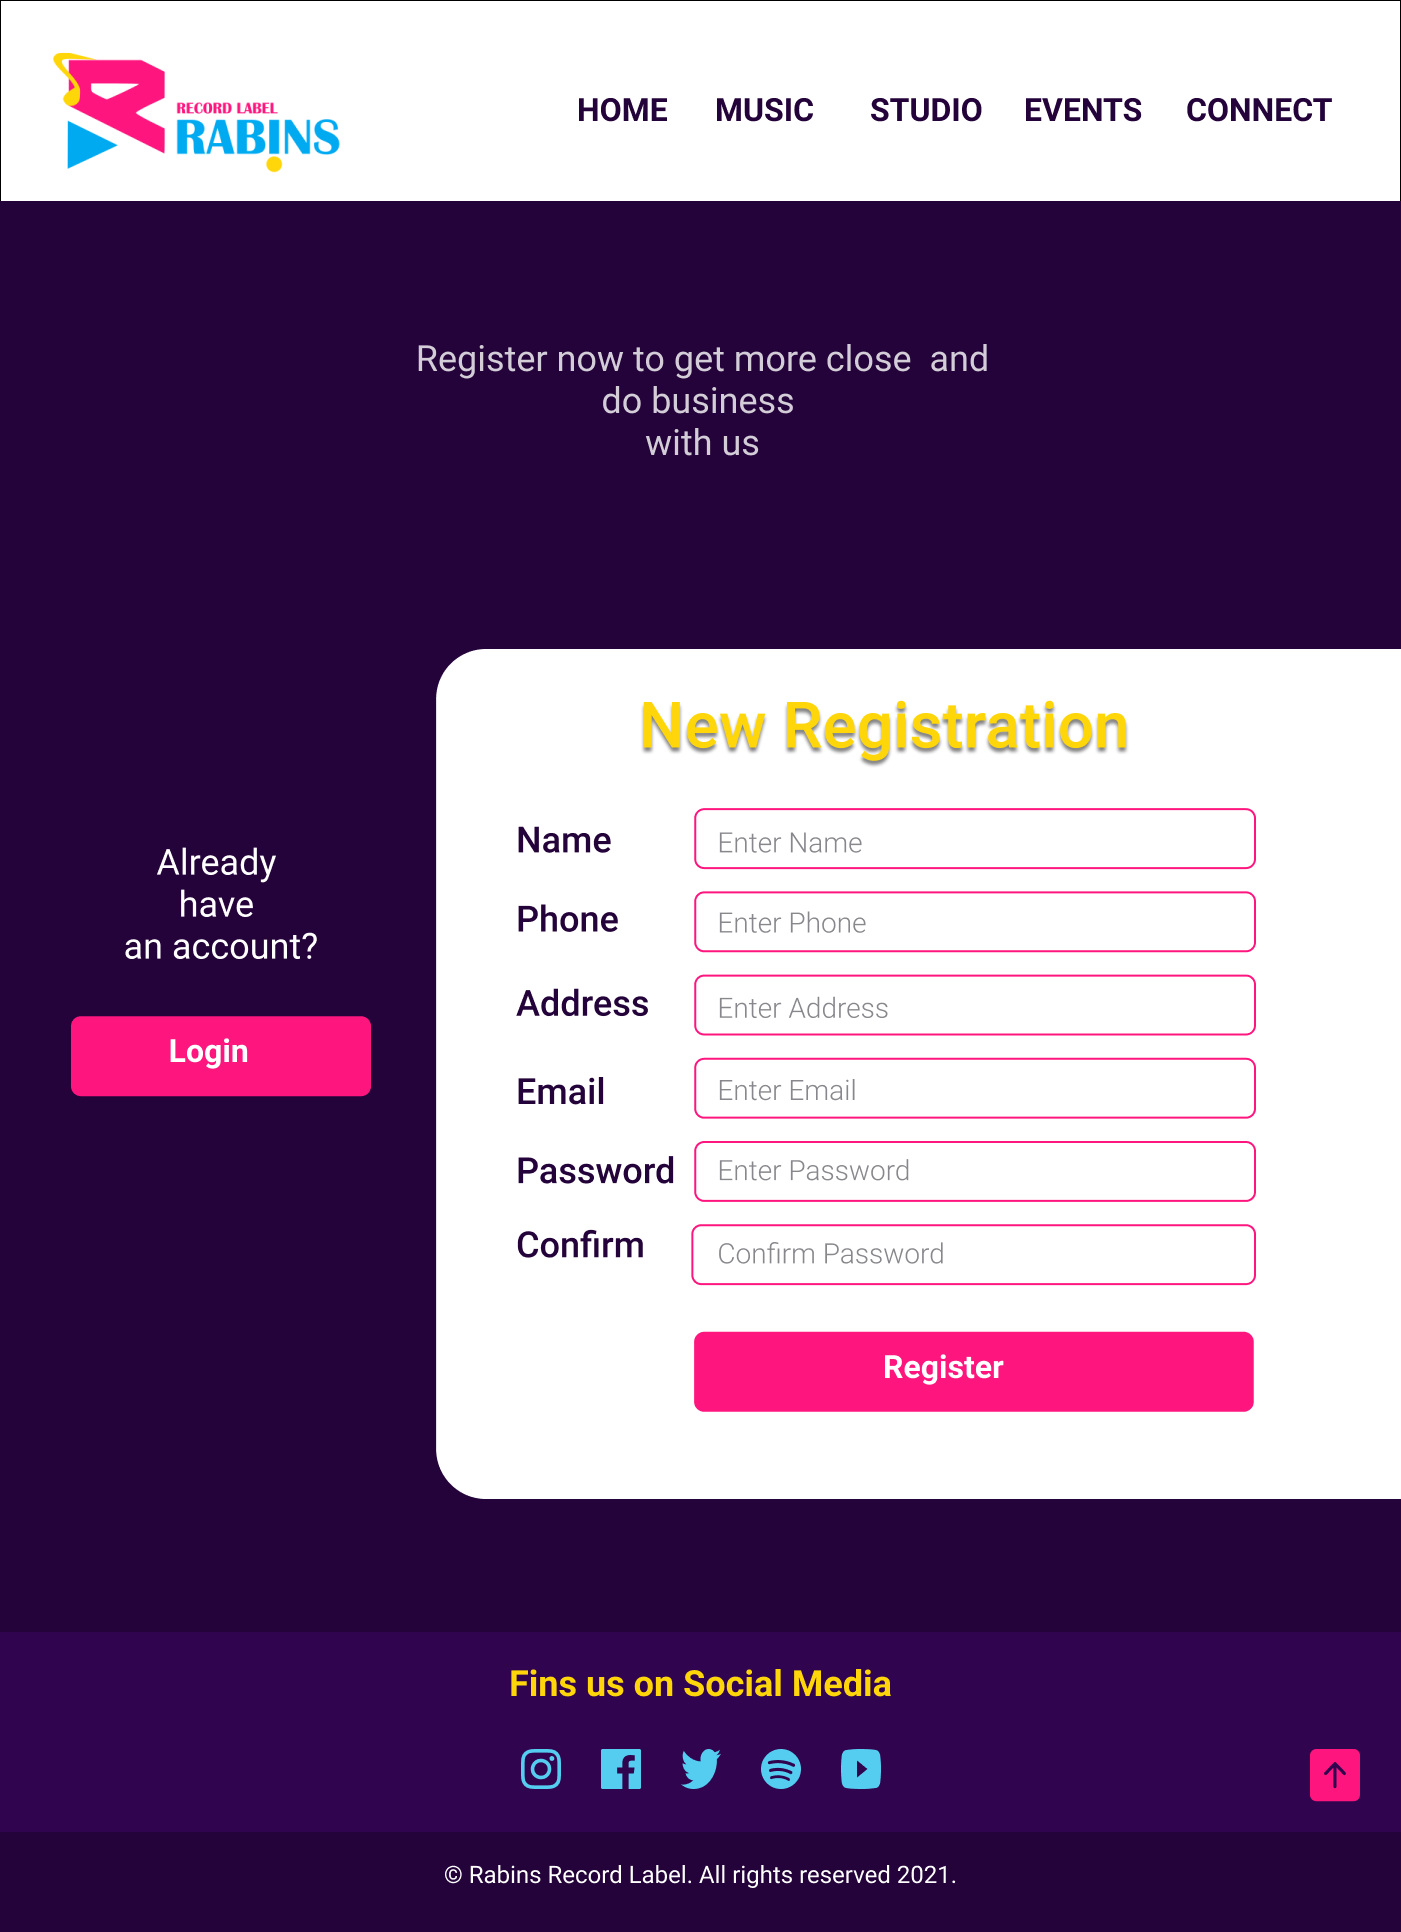 RECORD LABEL
RABINS
HOME MUSIC STUDIO EVENTS CONNECT
Register now to get more close and
do business
with us
New Registration
Already
have
an account?
Login
Name Enter Name
Phone Enter Phone
Address Enter Address
Email Enter Email
Password Enter Password
Confirm Confirm Password
Register
Fins us on Social Media
© Rabins Record Label. All rights reserved 2021.